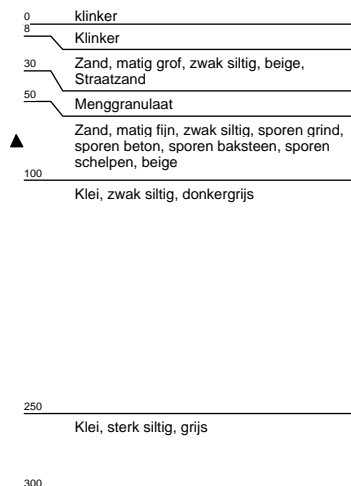 0 klinker
8
Klinker
30 Zand, matig grof, zwak siltig, beige,
Straatzand
50
Menggranulaat
Zand, matig fijn, zwak siltig, sporen grind,
sporen beton, sporen baksteen, sporen
schelpen, beige
100
Klei, zwak siltig, donkergrijs
250
Klei, sterk siltig, grijs
300